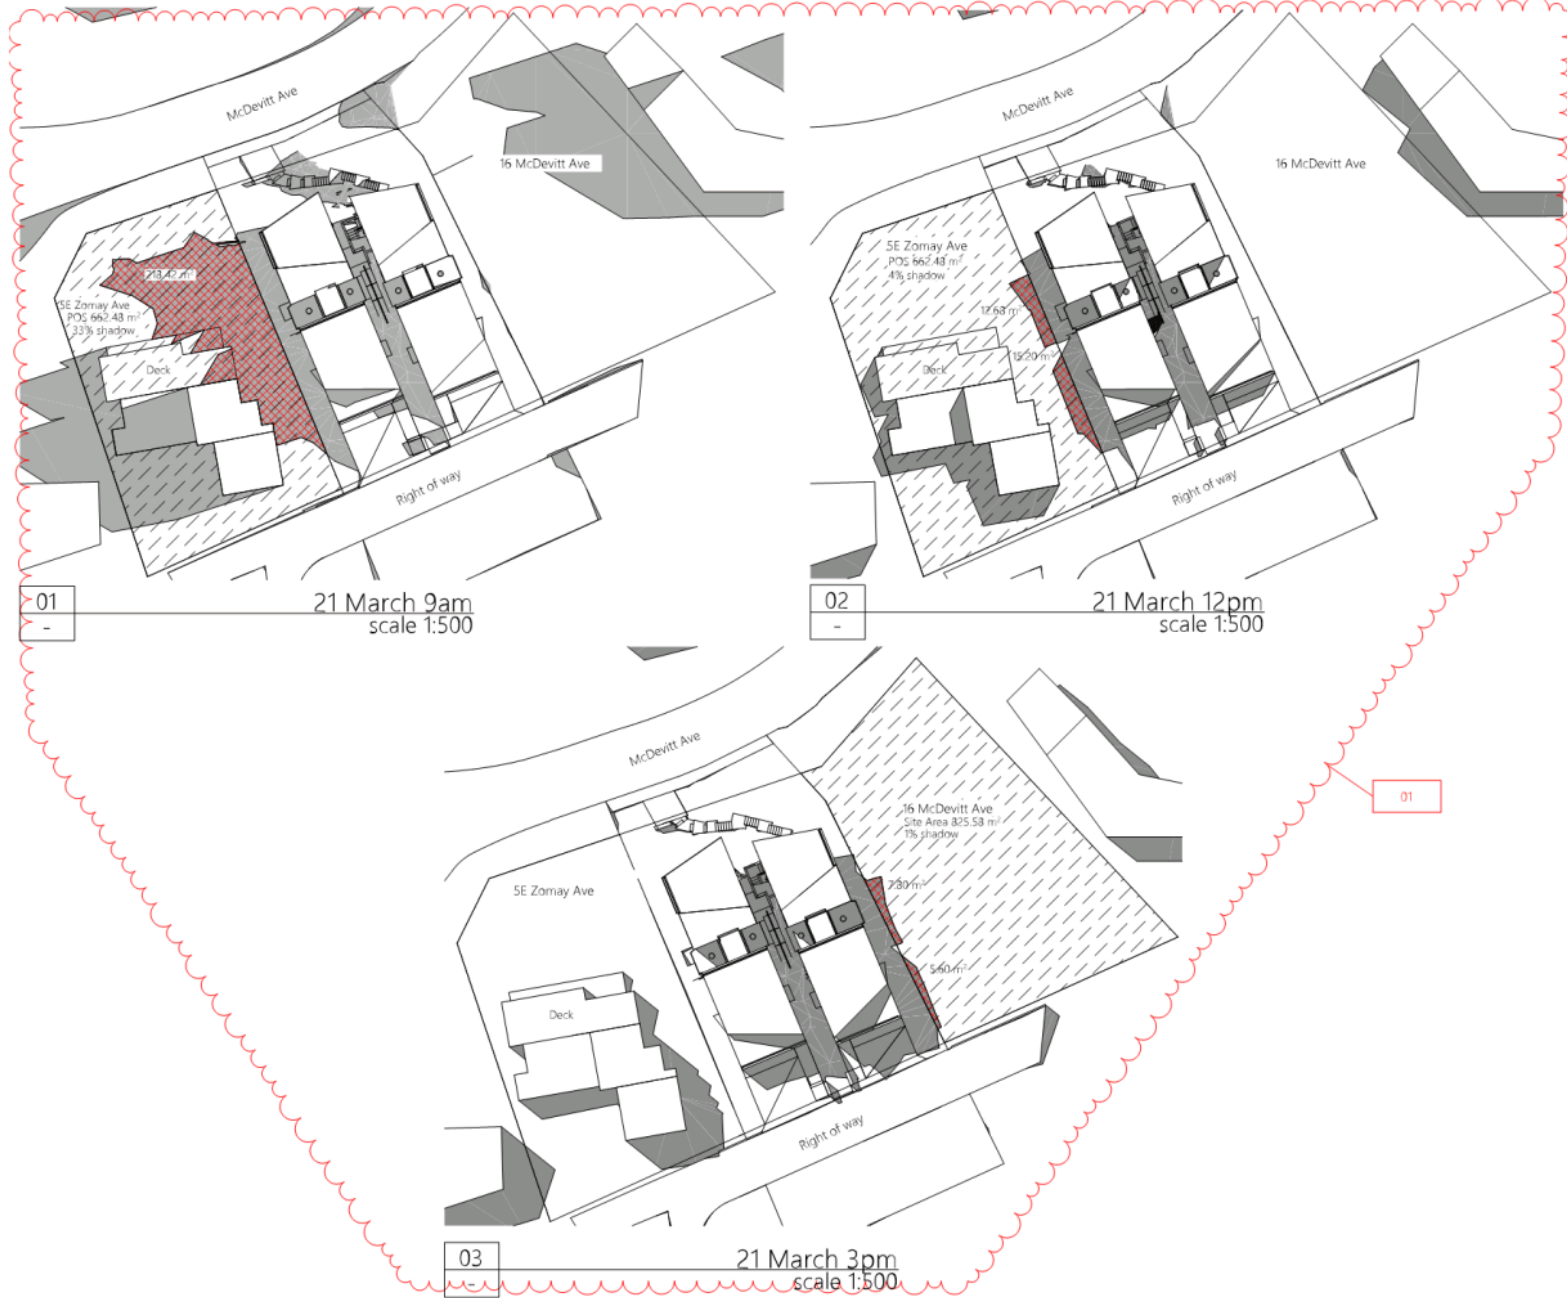 McDevitt Ave
16 McDevitt Ave
213.42 m²
5E Zomay Ave
POS 662.48 m²
33% shadow
Deck
Right of way
01
-
21 March 9am
scale 1:500
McDevitt Ave
16 McDevitt Ave
5E Zomay Ave
POS 662.48 m²
4% shadow
12.63 m²
15.20 m²
Deck
Right of way
02
-
21 March 12pm
scale 1:500
McDevitt Ave
16 McDevitt Ave
Site Area 825.58 m²
1% shadow
01
5E Zomay Ave
7.30 m²
5.60 m²
Deck
Right of way
03
-
21 March 3pm
scale 1:500